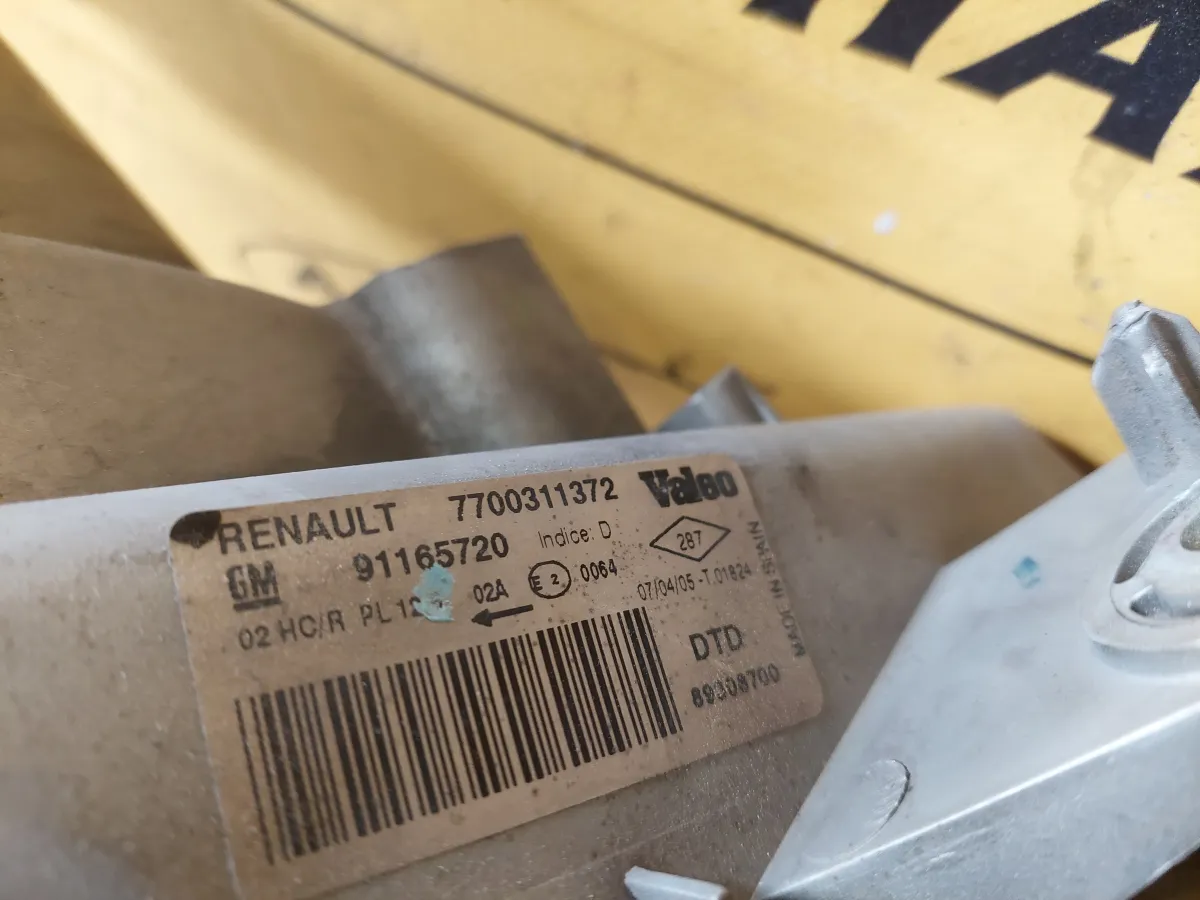 RENAULT 7700311372 Valeo
GM 91165720 Indice: D 287
02 HC/R PL 02A E 2 0064 07/04/05 -T.01824
DTD
89308700
MADE IN SPAIN